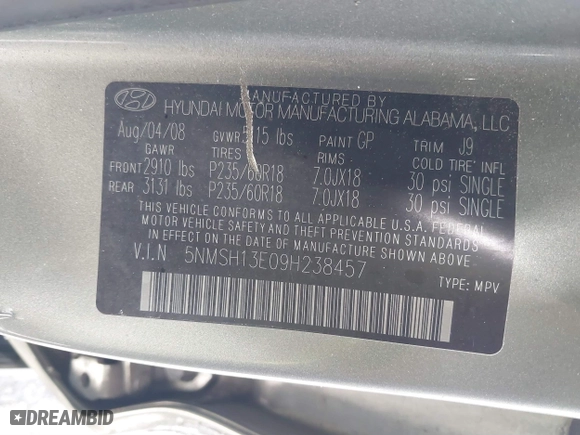 MANUFACTURED BY
HYUNDAI MOTOR MANUFACTURING ALABAMA, LLC
Aug/04/08 GVWR 5115 lbs PAINT GP TRIM J9
GAWR TIRES RIMS COLD TIRE INFL
FRONT 2910 lbs P235/60R18 7.0JX18 30 psi SINGLE
REAR 3131 lbs P235/60R18 7.0JX18 30 psi SINGLE
THIS VEHICLE CONFORMS TO ALL APPLICABLE U.S.A. FEDERAL
MOTOR VEHICLE SAFETY AND THEFT PREVENTION STANDARDS
IN EFFECT ON THE DATE OF MANUFACTURE SHOWN ABOVE
V.I.N 5NMSH13E09H238457
TYPE: MPV
DREAMBID